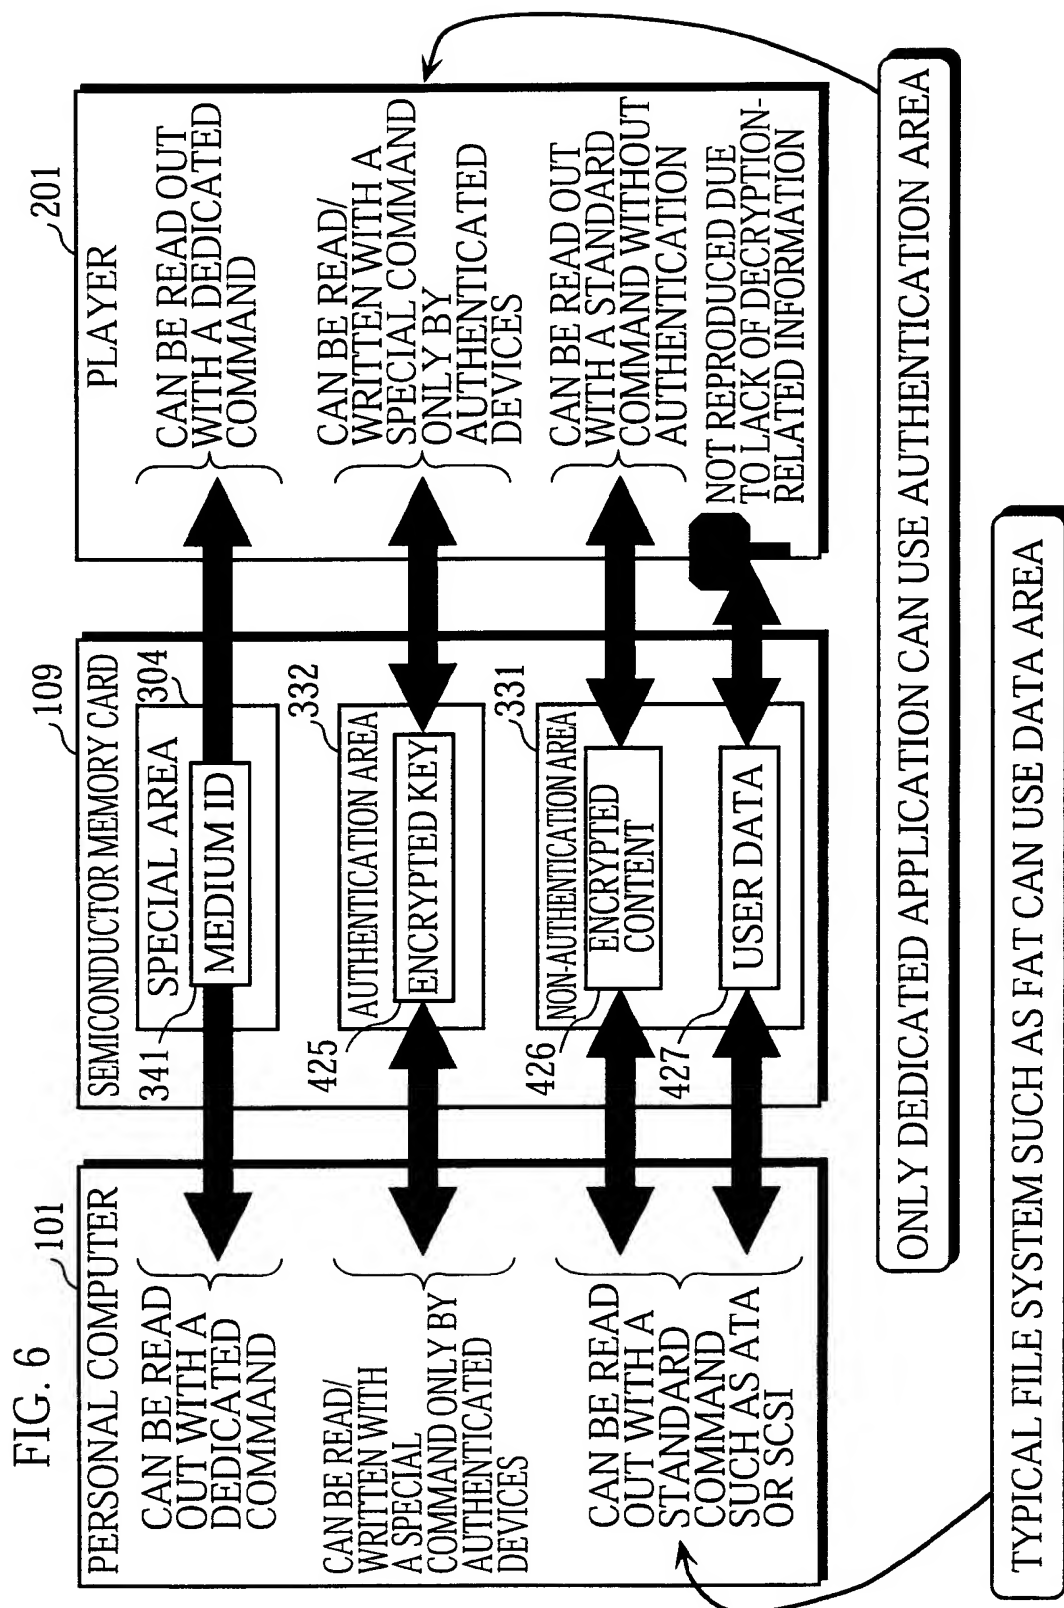 FIG. 6
101
PERSONAL COMPUTER
CAN BE READ
OUT WITH A
DEDICATED
COMMAND
CAN BE READ/
WRITTEN WITH
A SPECIAL
COMMAND ONLY BY
AUTHENTICATED
DEVICES
CAN BE READ
OUT WITH A
STANDARD
COMMAND
SUCH AS ATA
OR SCSI
109
SEMICONDUCTOR MEMORY CARD
304
SPECIAL AREA
341
MEDIUM ID
332
AUTHENTICATION AREA
425
ENCRYPTED KEY
331
NON-AUTHENTICATION AREA
426
ENCRYPTED
CONTENT
427
USER DATA
201
PLAYER
CAN BE READ OUT
WITH A DEDICATED
COMMAND
CAN BE READ/
WRITTEN WITH A
SPECIAL COMMAND
ONLY BY
AUTHENTICATED
DEVICES
CAN BE READ OUT
WITH A STANDARD
COMMAND WITHOUT
AUTHENTICATION
NOT REPRODUCED DUE
TO LACK OF DECRYPTION-
RELATED INFORMATION
ONLY DEDICATED APPLICATION CAN USE AUTHENTICATION AREA
TYPICAL FILE SYSTEM SUCH AS FAT CAN USE DATA AREA